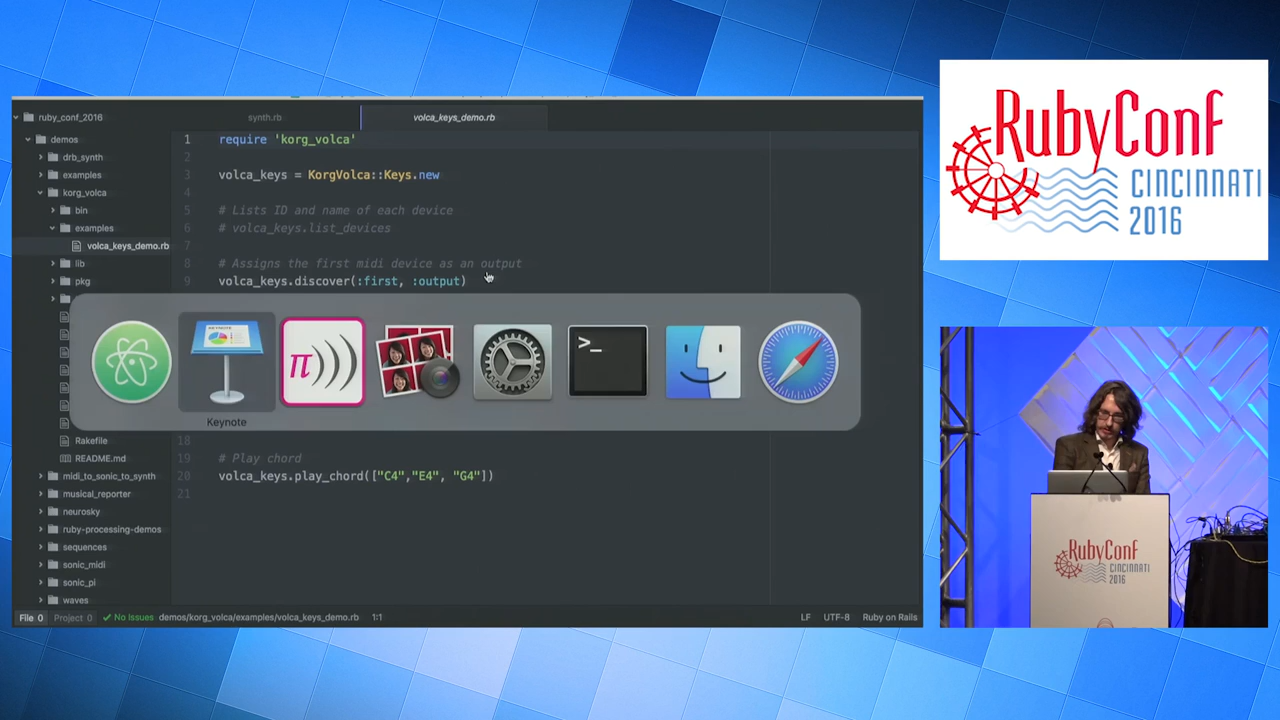 ruby_conf_2016
demos
drb_synth
examples
korg_volca
bin
examples
volca_keys_demo.rb
lib
pkg
Rakefile
README.md
midi_to_sonic_to_synth
musical_reporter
neurosky
ruby-processing-demos
sequences
sonic_midi
sonic_pi
waves
synth.rb
volca_keys_demo.rb
1 require 'korg_volca'
2
3 volca_keys = KorgVolca::Keys.new
4
5 # Lists ID and name of each device
6 # volca_keys.list_devices
7
8 # Assigns the first midi device as an output
9 volca_keys.discover(:first, :output)
Keynote
18
19 # Play chord
20 volca_keys.play_chord(["C4","E4", "G4"])
21
File 0 Project 0 No Issues demos/korg_volca/examples/volca_keys_demo.rb 1:1 LF UTF-8 Ruby on Rails
π
>_
RubyConf
CINCINNATI
2016
RubyConf
CINCINNATI
2016